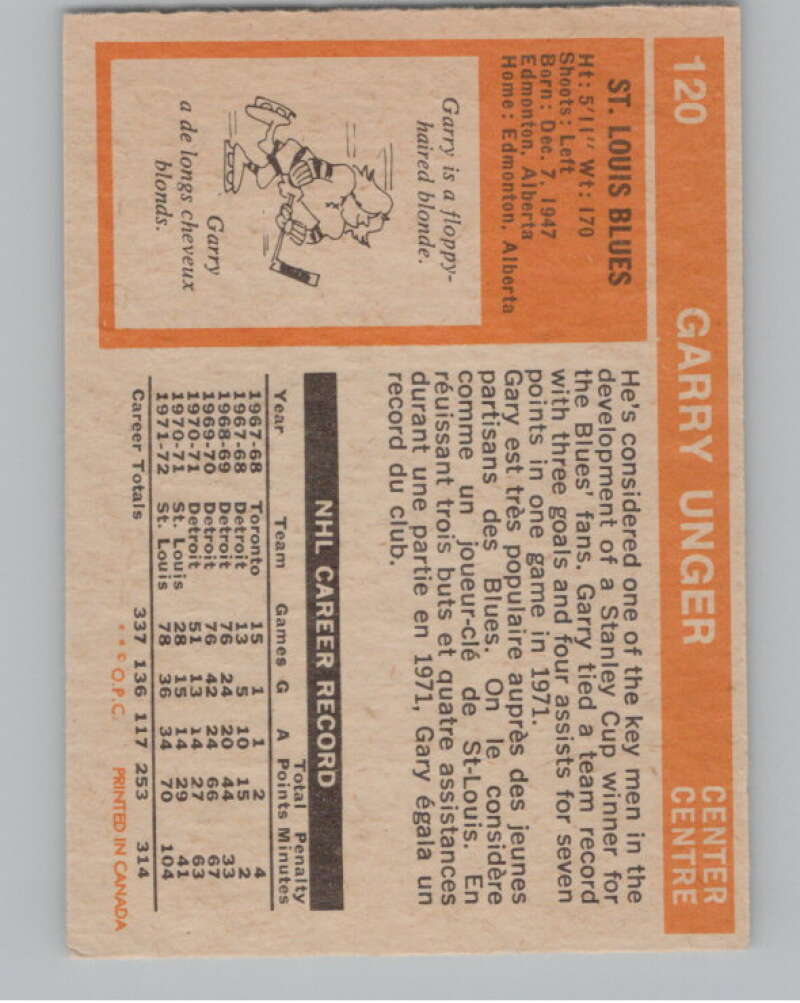 120 GARRY UNGER CENTER
CENTRE
ST. LOUIS BLUES
Ht: 5'11" Wt: 170
Shoots: Left
Born: Dec. 7, 1947
Edmonton, Alberta
Home: Edmonton, Alberta
Garry is a floppy-
haired blonde.
Garry
a de longs cheveux
blonds.
He's considered one of the key men in the
development of a Stanley Cup winner for
the Blues' fans. Garry tied a team record
with three goals and four assists for seven
points in one game in 1971.
Gary est très populaire auprès des jeunes
partisans des Blues. On le considère
comme un joueur-clé de St-Louis. En
réuissant trois buts et quatre assistances
durant une partie en 1971, Gary égala un
record du club.
NHL CAREER RECORD
Total Penalty
Year Team Games G A Points Minutes
1967-68 Toronto 15 1 1 2 4
1967-68 Detroit 13 5 10 15 2
1968-69 Detroit 76 24 20 44 33
1969-70 Detroit 76 42 24 66 67
1970-71 Detroit 51 13 14 27 63
1970-71 St. Louis 28 15 14 29 41
1971-72 St. Louis 78 36 34 70 104
Career Totals 337 136 117 253 314
* * © O.P.C. PRINTED IN CANADA